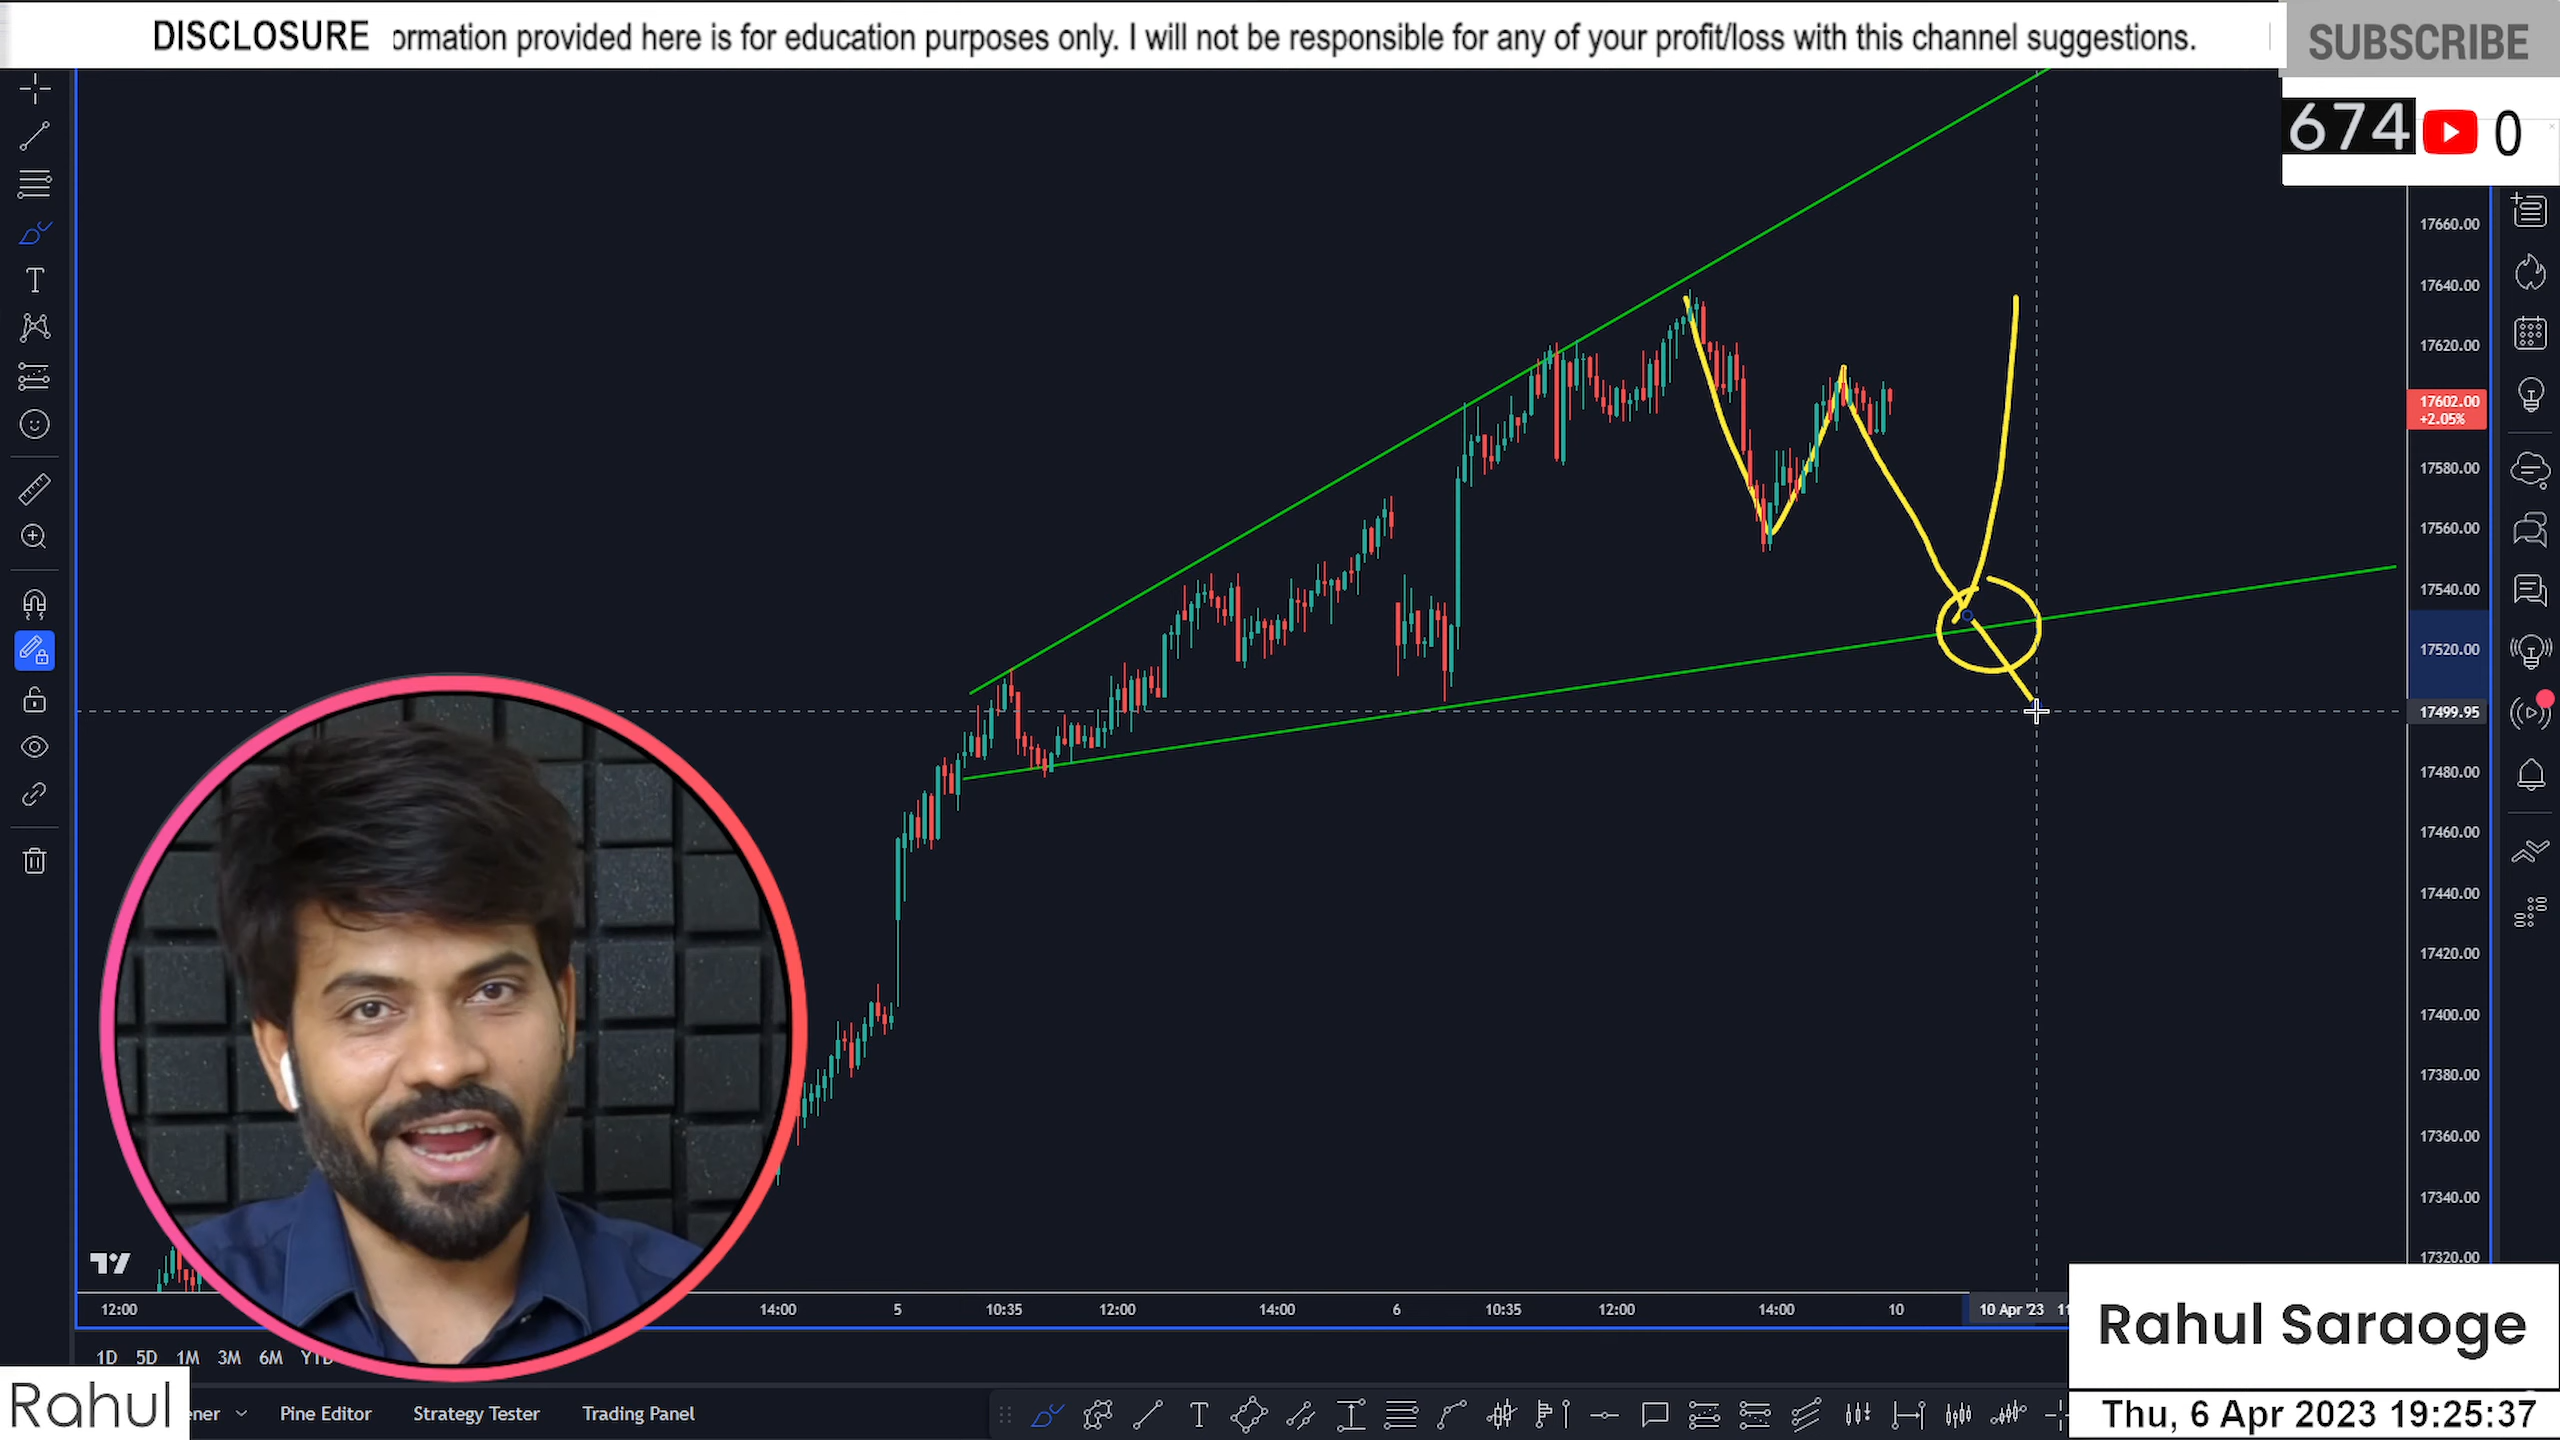 DISCLOSURE ormation provided here is for education purposes only. I will not be responsible for any of your profit/loss with this channel suggestions.
SUBSCRIBE
674 0
17660.00
17640.00
17620.00
17602.00
+2.05%
17580.00
17560.00
17540.00
17520.00
17499.95
17480.00
17460.00
17440.00
17420.00
17400.00
17380.00
17360.00
17340.00
17320.00
12:00 14:00 5 10:35 12:00 14:00 6 10:35 12:00 14:00 10 10 Apr '23
1D 5D 1M 3M 6M
Rahul Saraoge
Rahul
ener Pine Editor Strategy Tester Trading Panel
Thu, 6 Apr 2023 19:25:37